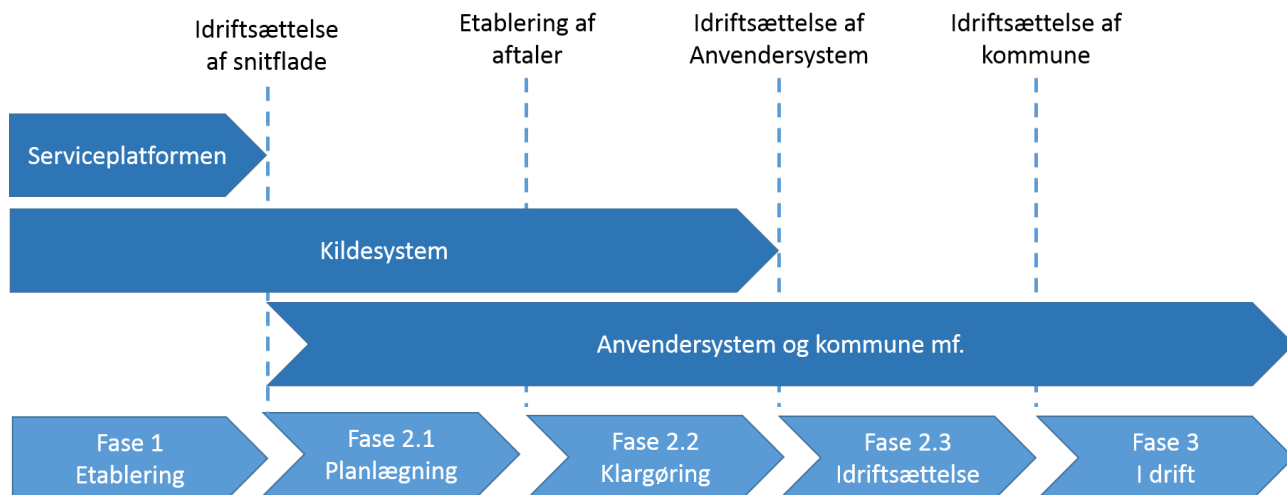 Idriftsættelse
af snitflade
Etablering af
aftaler
Idriftsættelse af
Anvendersystem
Idriftsættelse af
kommune
Serviceplatformen
Kildesystem
Anvendersystem og kommune mf.
Fase 1
Etablering
Fase 2.1
Planlægning
Fase 2.2
Klargøring
Fase 2.3
Idriftsættelse
Fase 3
I drift